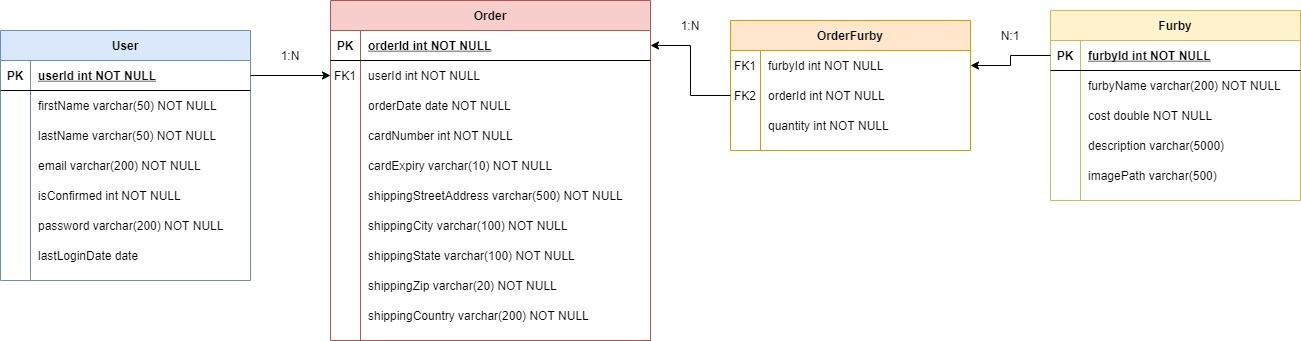 User
PK userId int NOT NULL
firstName varchar(50) NOT NULL
lastName varchar(50) NOT NULL
email varchar(200) NOT NULL
isConfirmed int NOT NULL
password varchar(200) NOT NULL
lastLoginDate date
1:N
Order
PK orderId int NOT NULL
FK1 userId int NOT NULL
orderDate date NOT NULL
cardNumber int NOT NULL
cardExpiry varchar(10) NOT NULL
shippingStreetAddress varchar(500) NOT NULL
shippingCity varchar(100) NOT NULL
shippingState varchar(100) NOT NULL
shippingZip varchar(20) NOT NULL
shippingCountry varchar(200) NOT NULL
1:N
OrderFurby
FK1 furbyId int NOT NULL
FK2 orderId int NOT NULL
quantity int NOT NULL
N:1
Furby
PK furbyId int NOT NULL
furbyName varchar(200) NOT NULL
cost double NOT NULL
description varchar(5000)
imagePath varchar(500)